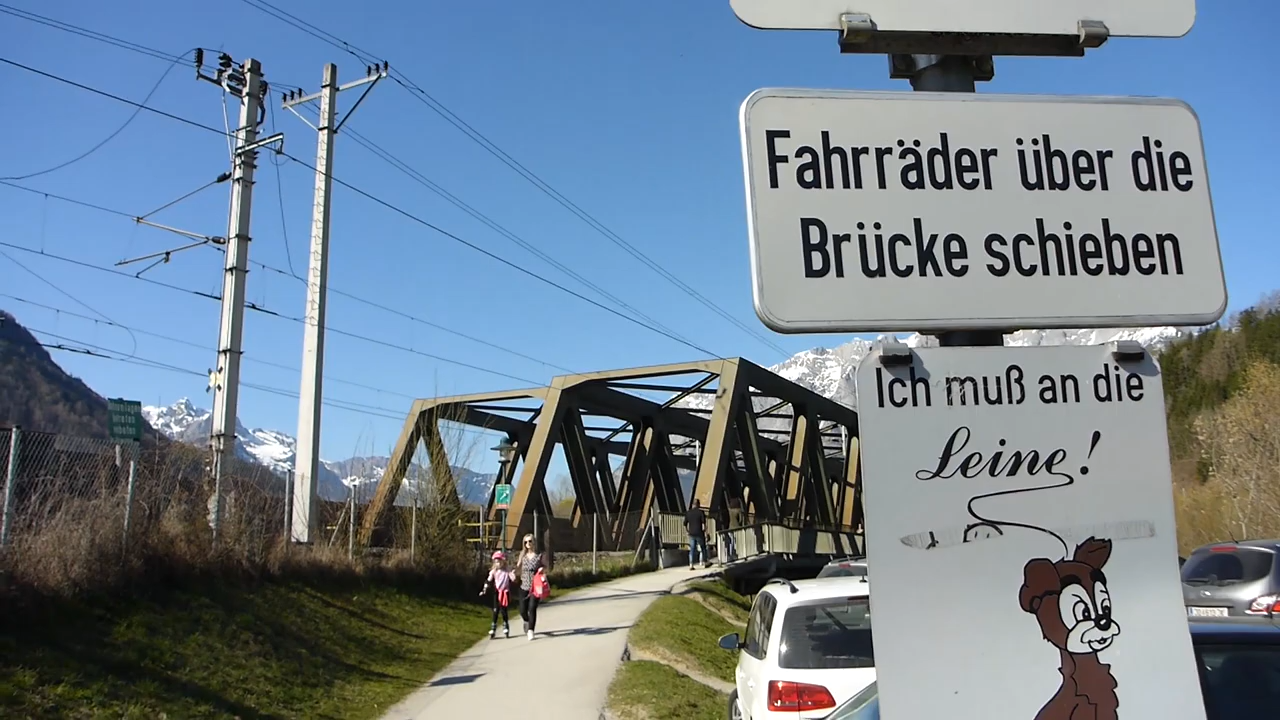 Fahrräder über die
Brücke schieben
Ich muß an die
Leine!